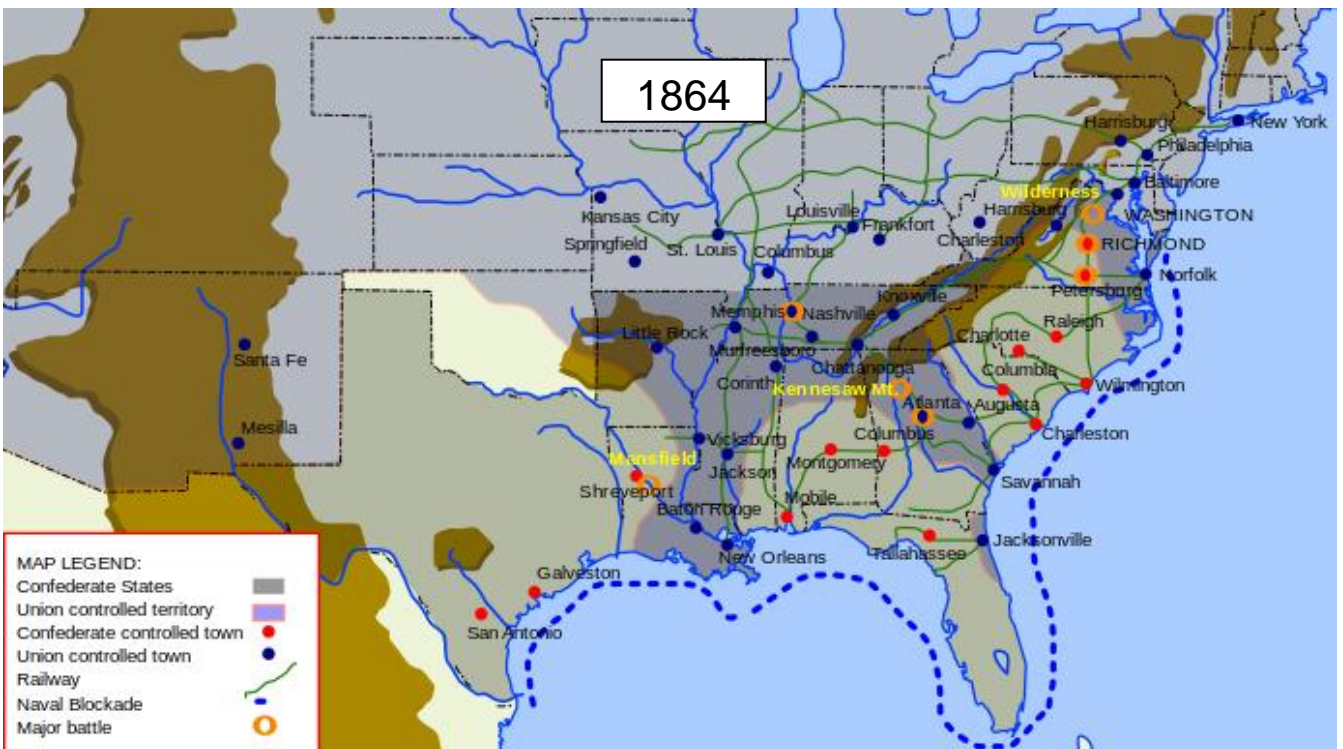 1864
Harrisburg
New York
Philadelphia
Baltimore
Wilderness
WASHINGTON
Kansas City
Louisville
Frankfort
Harrisburg
Charleston
Springfield
St. Louis
Columbus
RICHMOND
Norfolk
Petersburg
Knoxville
Memphis
Nashville
Little Rock
Murfreesboro
Charlotte
Raleigh
Santa Fe
Chattanooga
Columbia
Corinth
Kennesaw Mt.
Wilmington
Atlanta
Augusta
Mesilla
Vicksburg
Columbus
Charleston
Mansfield
Jackson
Montgomery
Shreveport
Savannah
Mobile
Baton Rouge
Jacksonville
Tallahassee
New Orleans
Galveston
San Antonio
MAP LEGEND:
Confederate States
Union controlled territory
Confederate controlled town
Union controlled town
Railway
Naval Blockade
Major battle